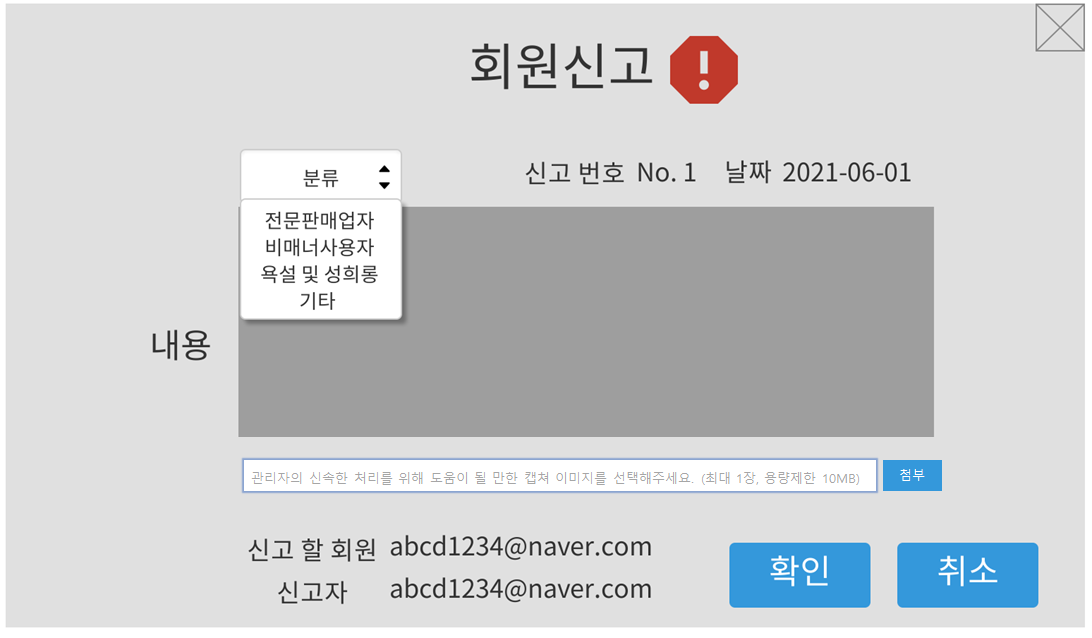 회원신고
분류
신고 번호 No. 1 날짜 2021-06-01
전문판매업자
비매너사용자
욕설 및 성희롱
기타
내용
관리자의 신속한 처리를 위해 도움이 될 만한 캡쳐 이미지를 선택해주세요. (최대 1장, 용량제한 10MB)
첨부
신고 할 회원 abcd1234@naver.com
신고자 abcd1234@naver.com
확인
취소